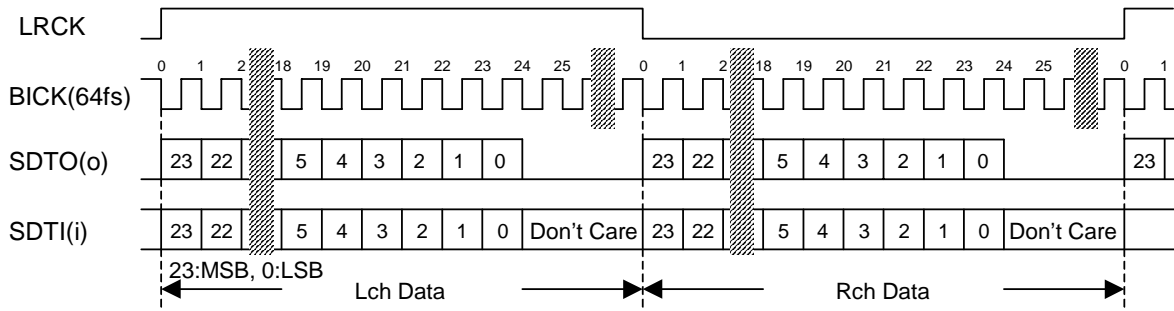 LRCK
0 1 2 18 19 20 21 22 23 24 25 0 1 2 18 19 20 21 22 23 24 25 0 1
BICK(64fs)
SDTO(o) 23 22 5 4 3 2 1 0 23 22 5 4 3 2 1 0 23
SDTI(i) 23 22 5 4 3 2 1 0 Don't Care 23 22 5 4 3 2 1 0 Don't Care
23:MSB, 0:LSB
Lch Data Rch Data